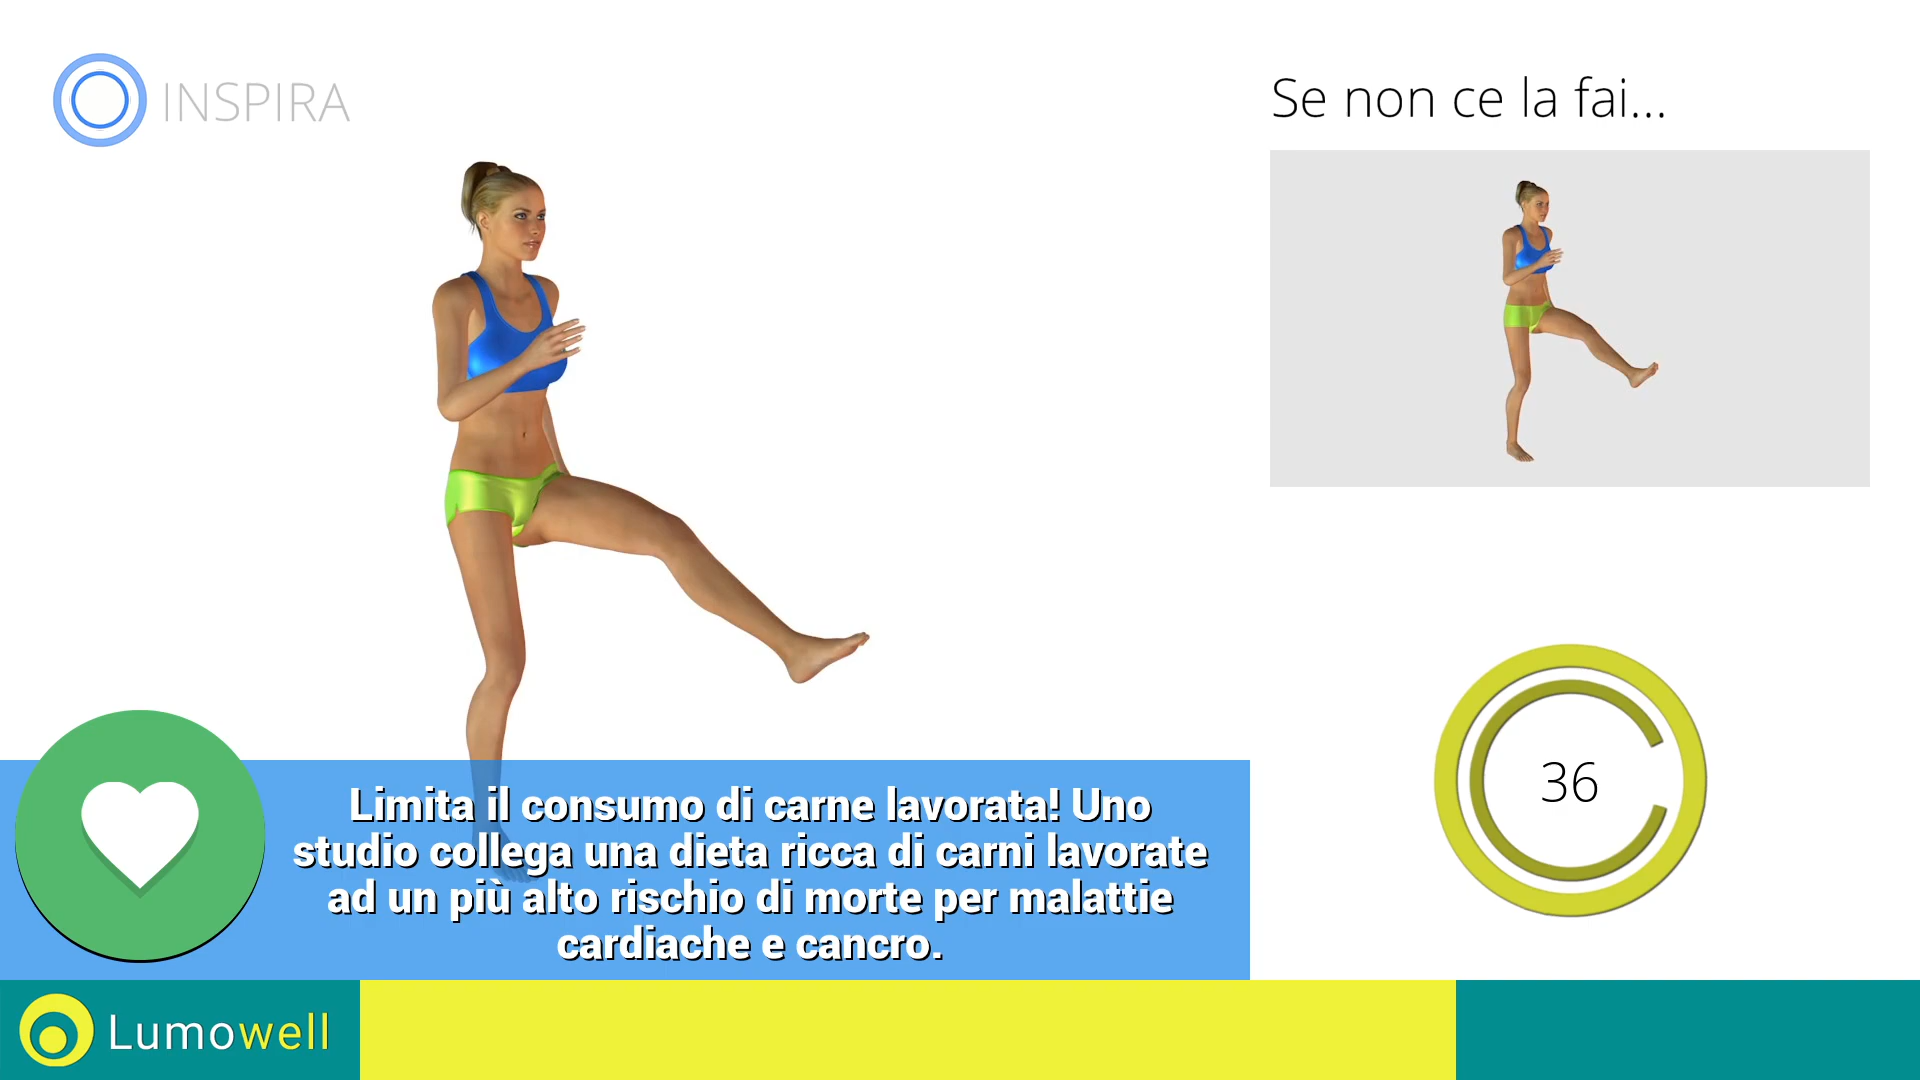 INSPIRA
Se non ce la fai...
36
Limita il consumo di carne lavorata! Uno
studio collega una dieta ricca di carni lavorate
ad un più alto rischio di morte per malattie
cardiache e cancro.
Lumowell